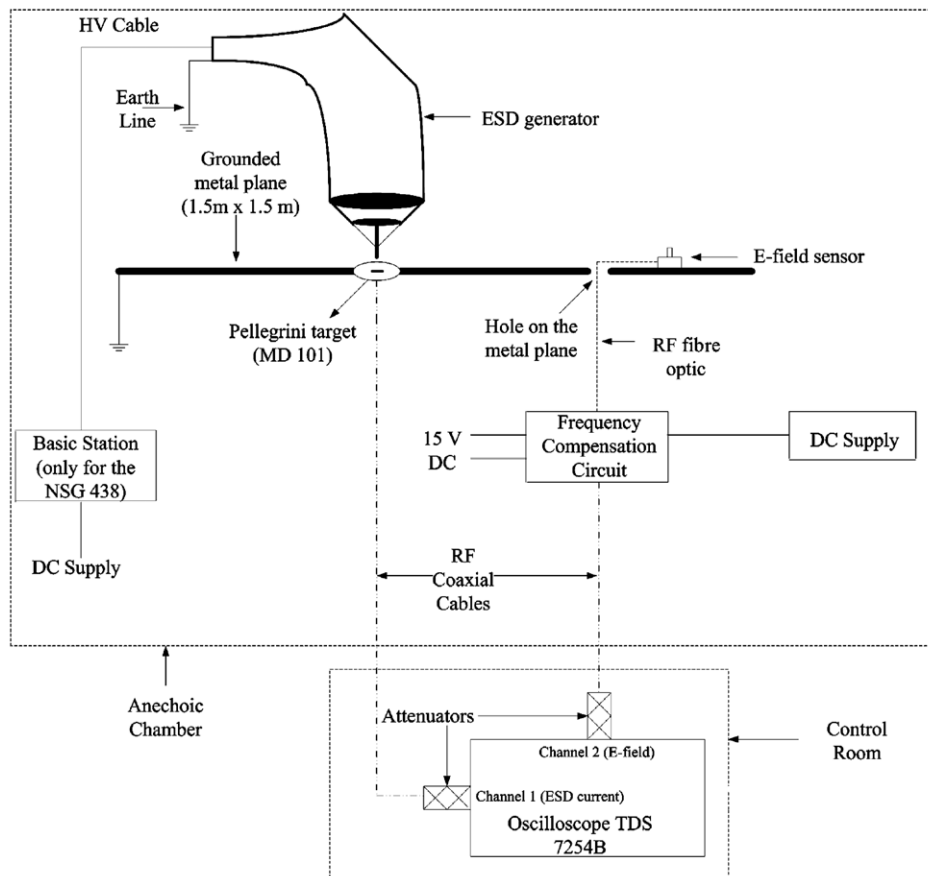 HV Cable
Earth
Line
ESD generator
Grounded
metal plane
(1.5m x 1.5 m)
E-field sensor
Pellegrini target
(MD 101)
Hole on the
metal plane
RF fibre
optic
Basic Station
(only for the
NSG 438)
15 V
DC
Frequency
Compensation
Circuit
DC Supply
DC Supply
RF
Coaxial
Cables
Anechoic
Chamber
Attenuators
Control
Room
Channel 2 (E-field)
Channel 1 (ESD current)
Oscilloscope TDS
7254B